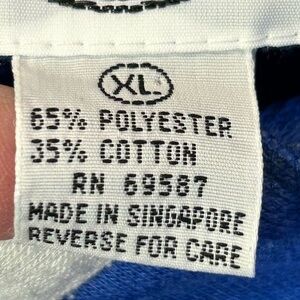 XL
65% POLYESTER
35% COTTON
RN 69587
MADE IN SINGAPORE
REVERSE FOR CARE